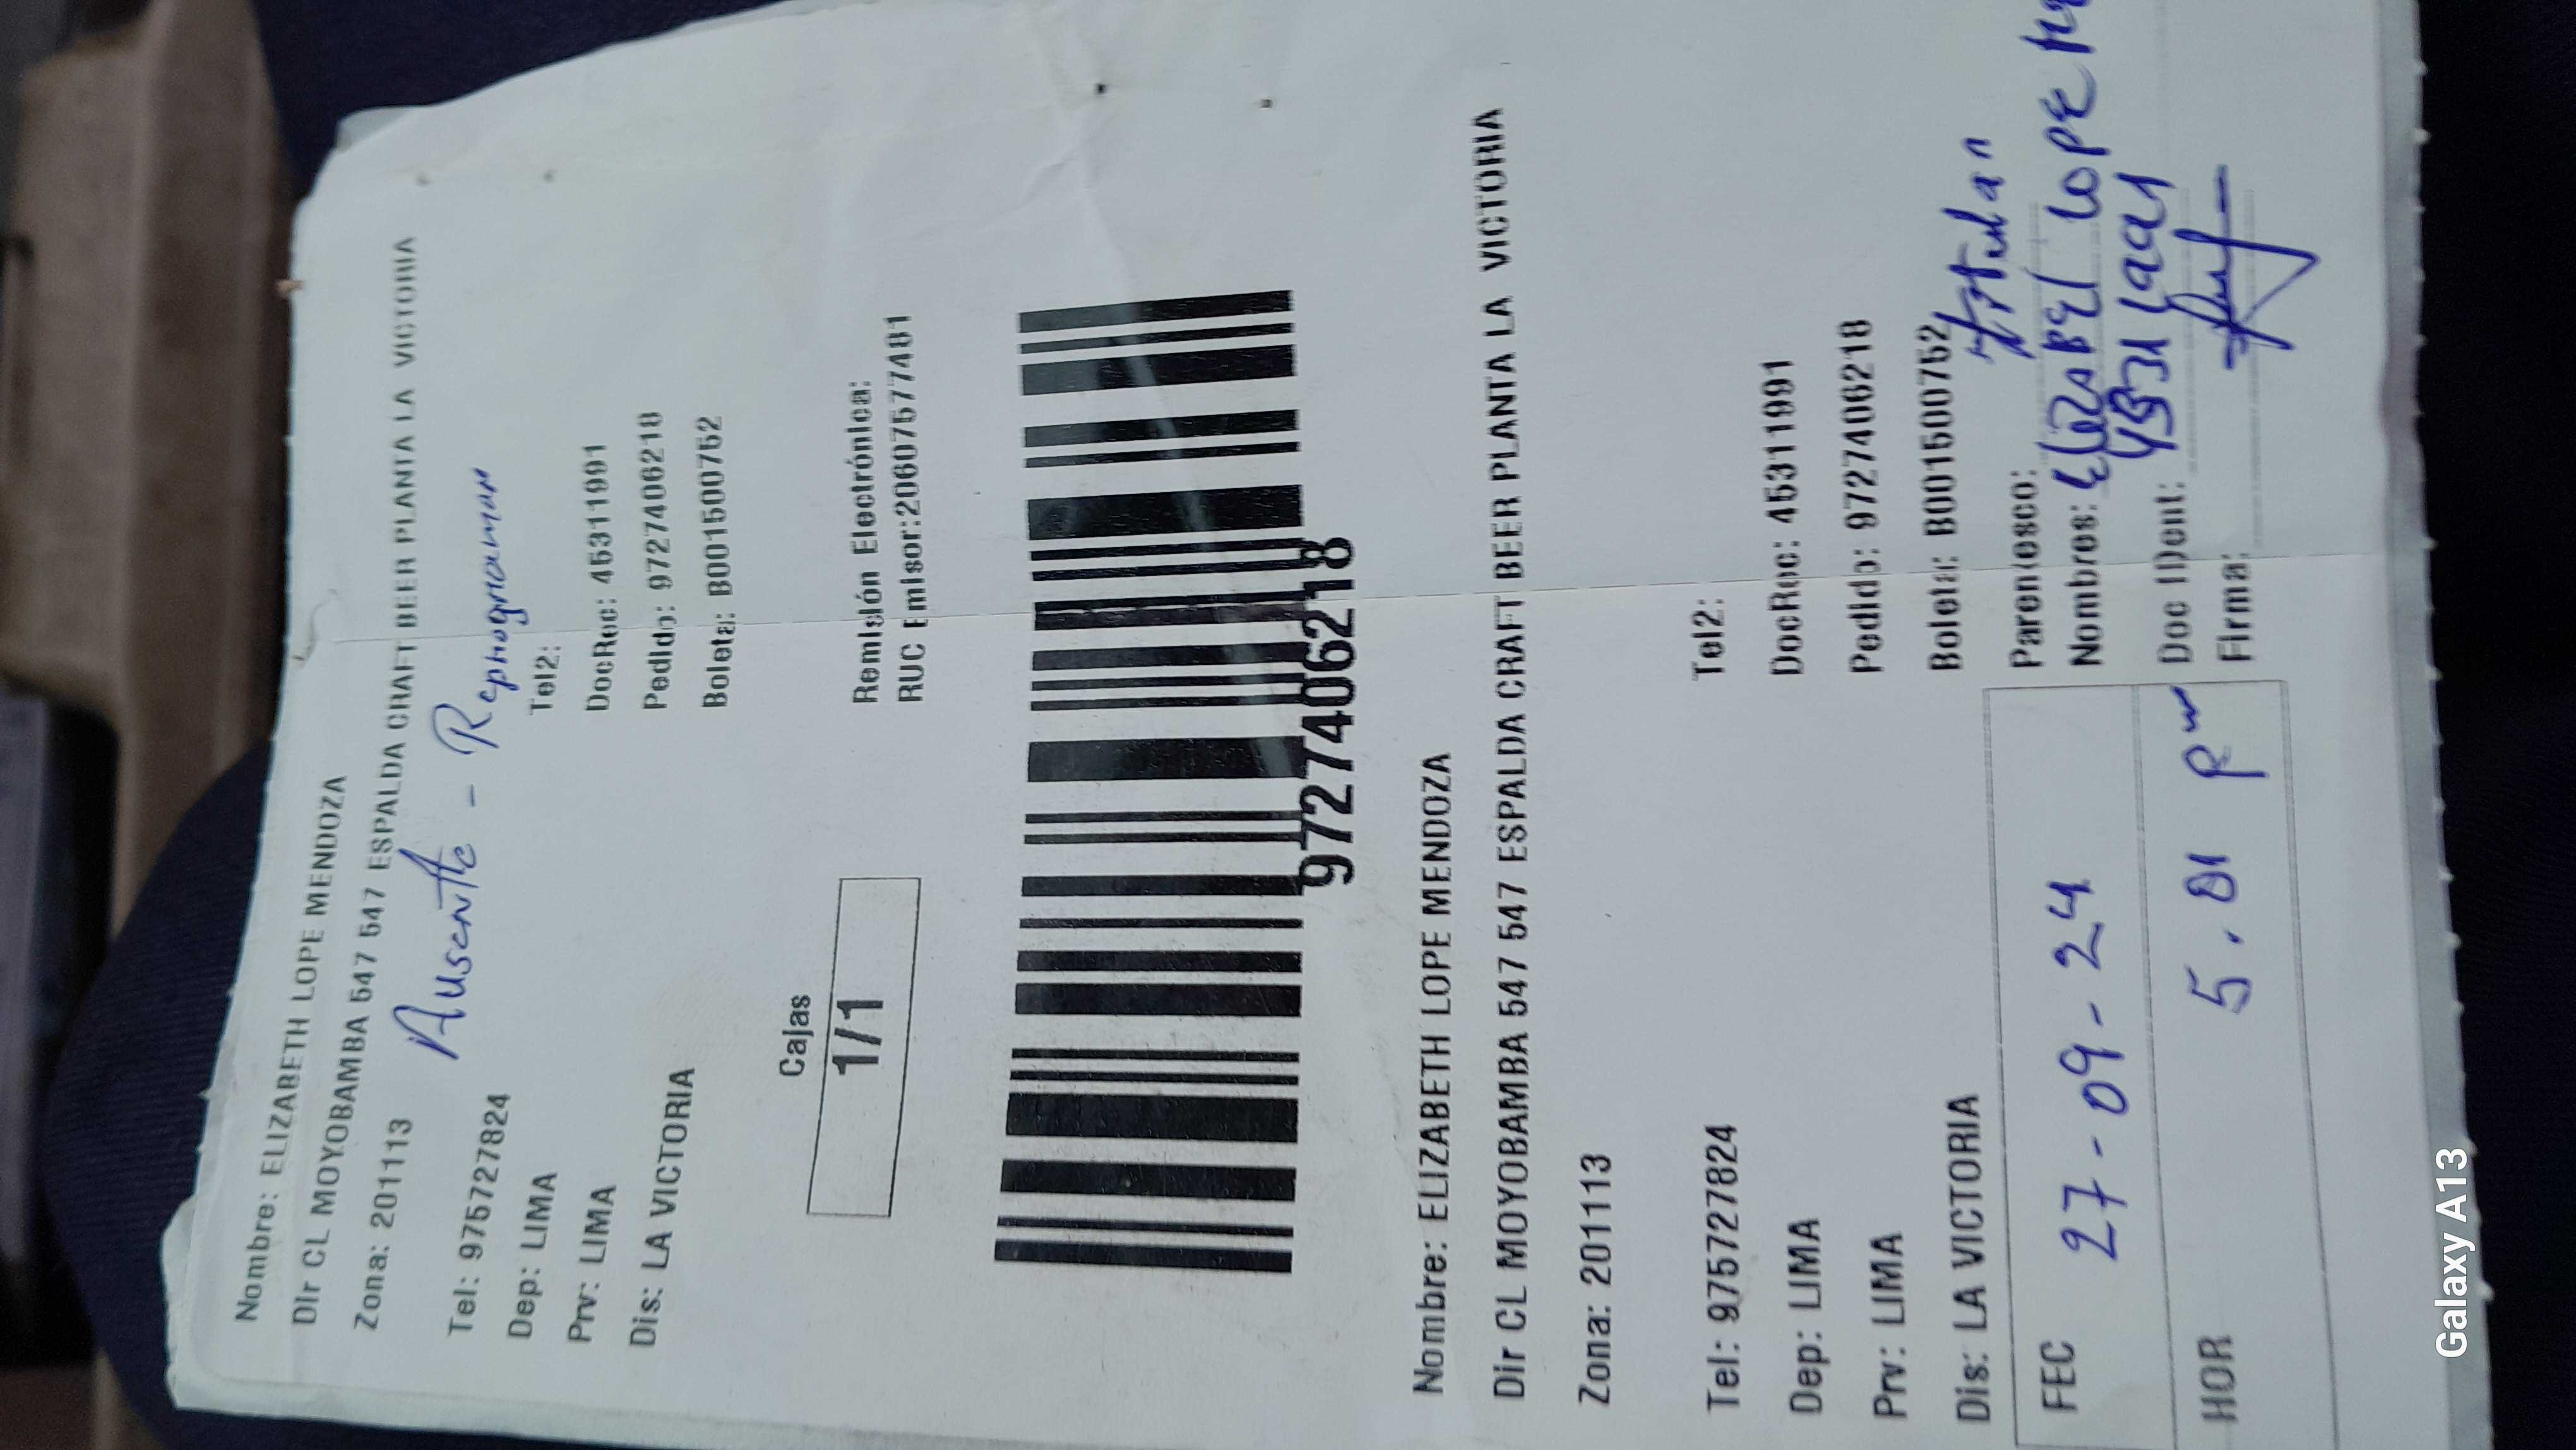 Nombre: ELIZABETH LOPE MENDOZA
Dir CL MOYOBAMBA 547 547 ESPALDA CRAFT BEER PLANTA LA VICTORIA
Zona: 201113
Ausente - Reprogramar
Tel: 975727824
Tel2:
Dep: LIMA
DocRec: 45311991
Prv: LIMA
Pedido: 9727406218
Dis: LA VICTORIA
Boleta: B001500752
Cajas
1/1
Remisión Electrónica:
RUC Emisor:20607577481
9727406218
Nombre: ELIZABETH LOPE MENDOZA
Dir CL MOYOBAMBA 547 547 ESPALDA CRAFT BEER PLANTA LA VICTORIA
Zona: 201113
Tel: 975727824
Tel2:
Dep: LIMA
DocRec: 45311991
Prv: LIMA
Pedido: 9727406218
Dis: LA VICTORIA
Boleta: B001500752
FEC 27-09-24
Parentesco: titular
Nombres: LOPE
HOR 5.01 pm
Doc Ident: 45311991
Firma:
Galaxy A13